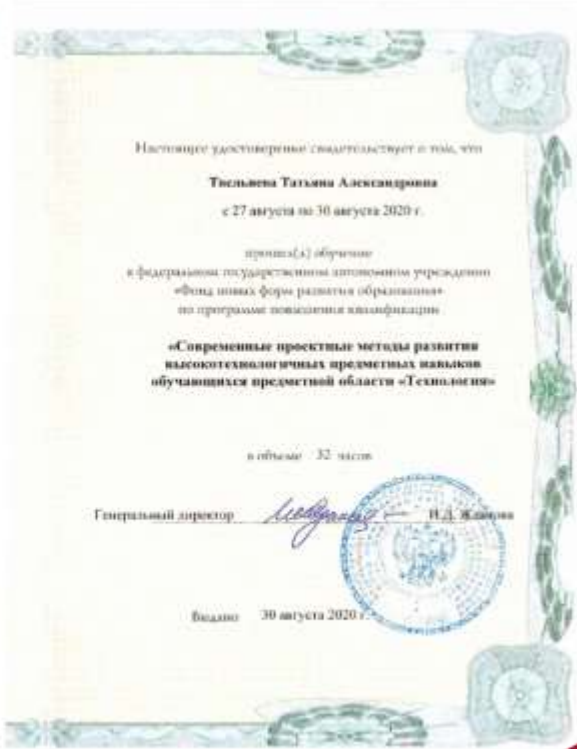 Настоящее удостоверение свидетельствует о том, что
Татьяна Александровна
с 27 августа по 30 августа 2020 г.
прошел(а) обучение
в федеральном государственном автономном учреждении
«Фонд новых форм развития образования»
по программе повышения квалификации
«Современные проектные методы развития
высокотехнологичных предметных навыков
обучающихся предметной области «Технология»
в объеме 32 часов
Генеральный директор И.Д.
Выдано 30 августа 2020 г.